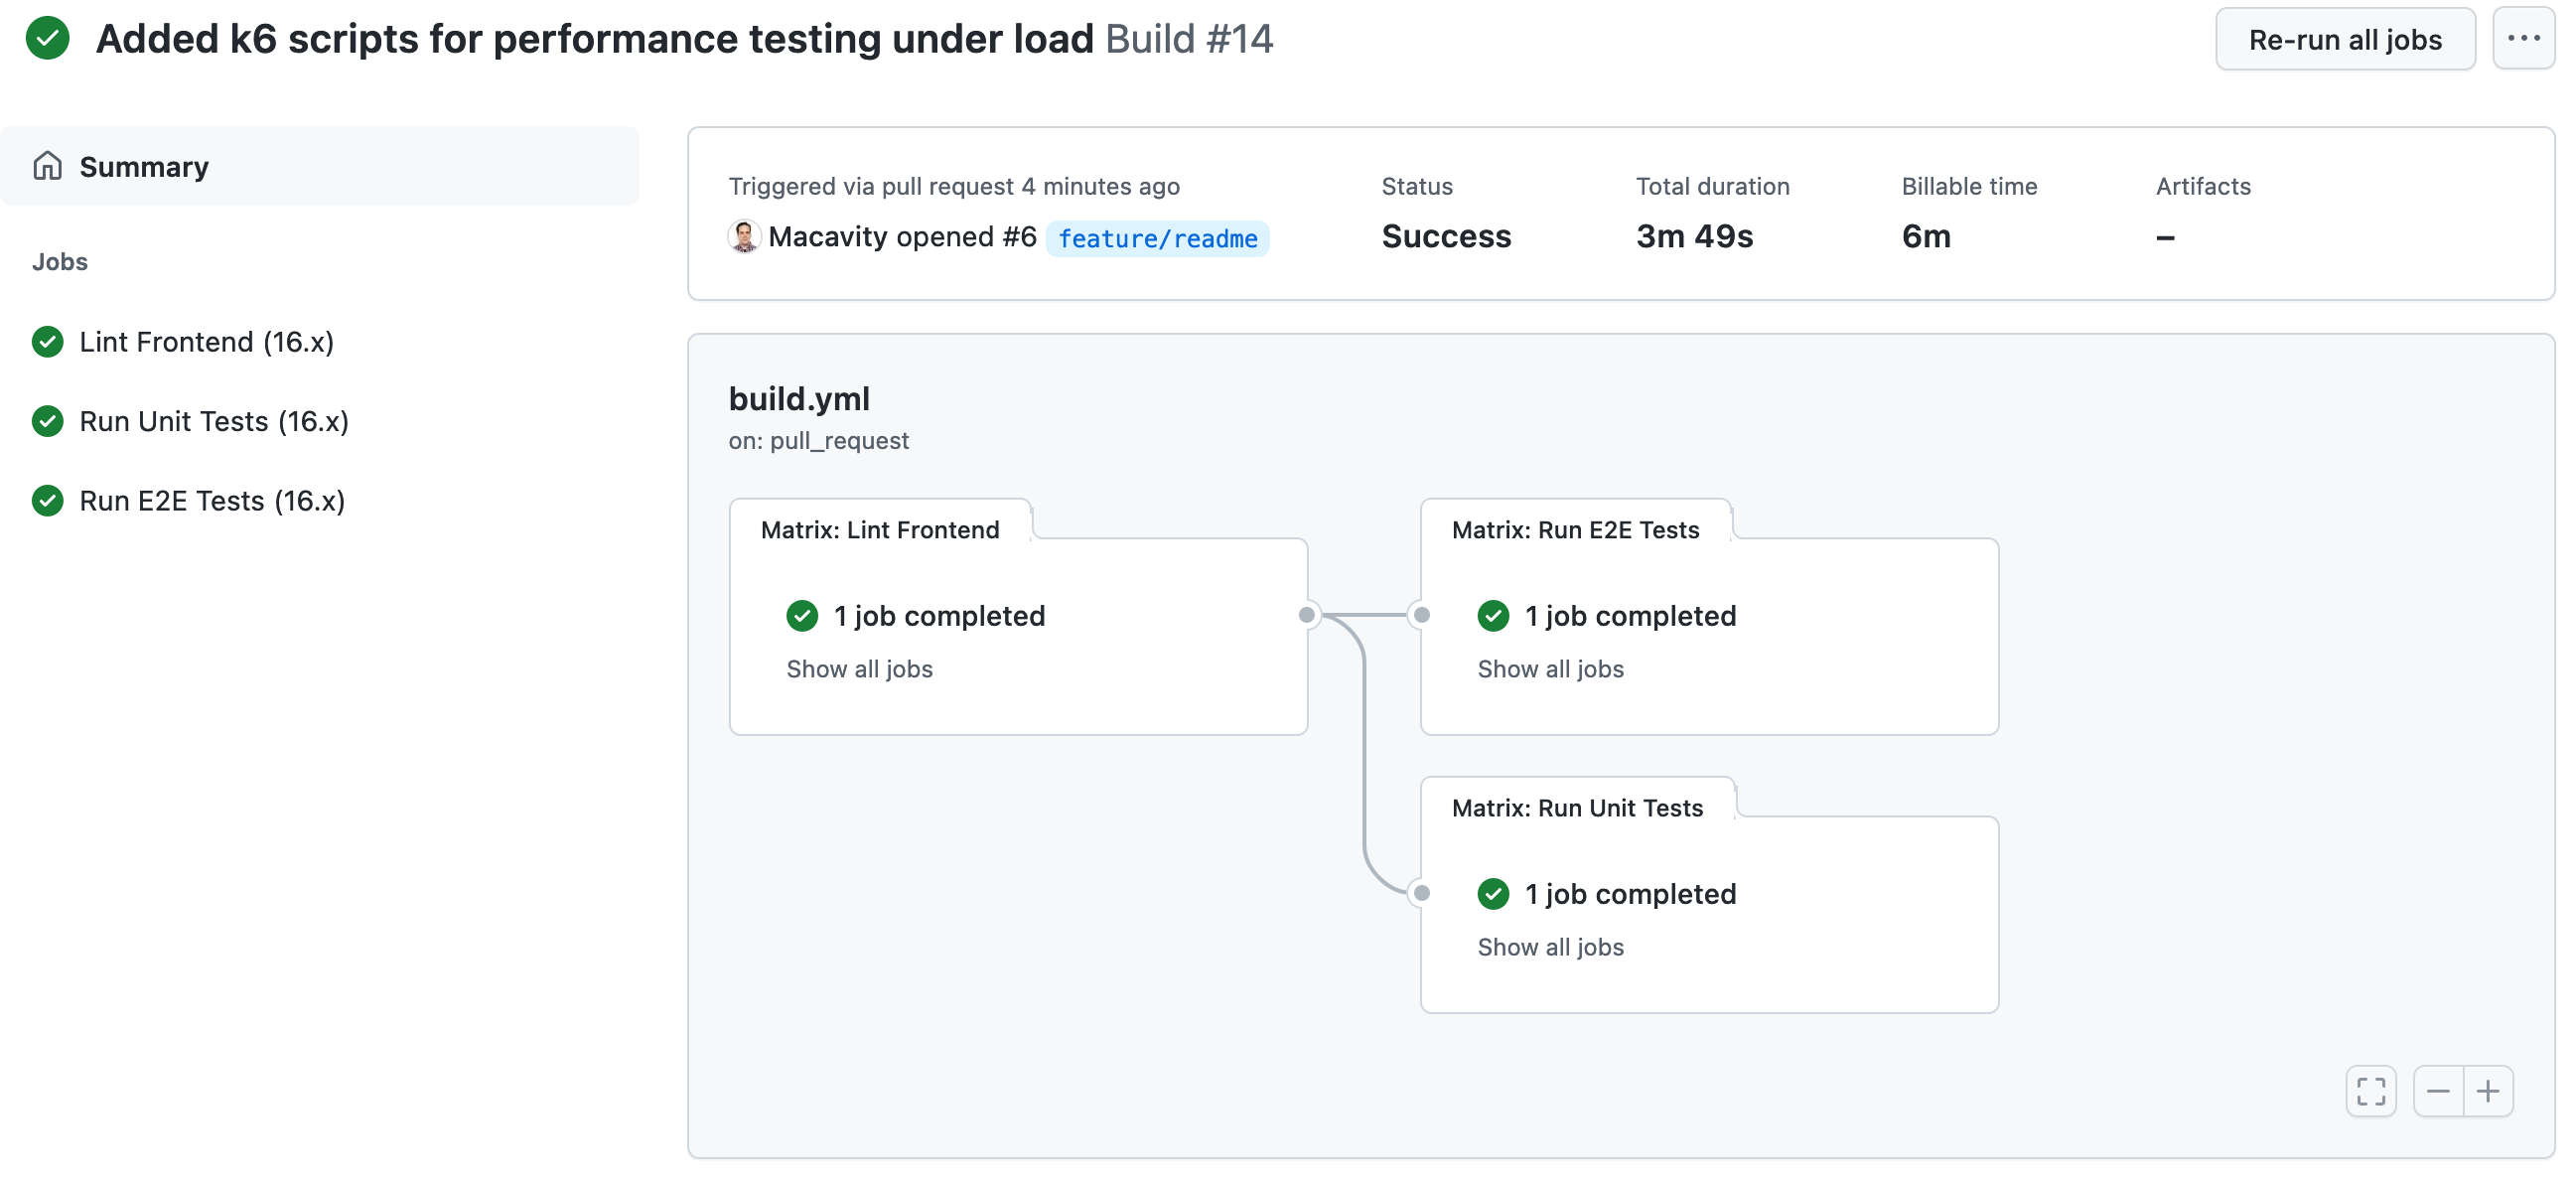 Added k6 scripts for performance testing under load Build #14
Re-run all jobs
Summary
Jobs
Lint Frontend (16.x)
Run Unit Tests (16.x)
Run E2E Tests (16.x)
Triggered via pull request 4 minutes ago
Macavity opened #6 feature/readme
Status
Success
Total duration
3m 49s
Billable time
6m
Artifacts
–
build.yml
on: pull_request
Matrix: Lint Frontend
1 job completed
Show all jobs
Matrix: Run E2E Tests
1 job completed
Show all jobs
Matrix: Run Unit Tests
1 job completed
Show all jobs